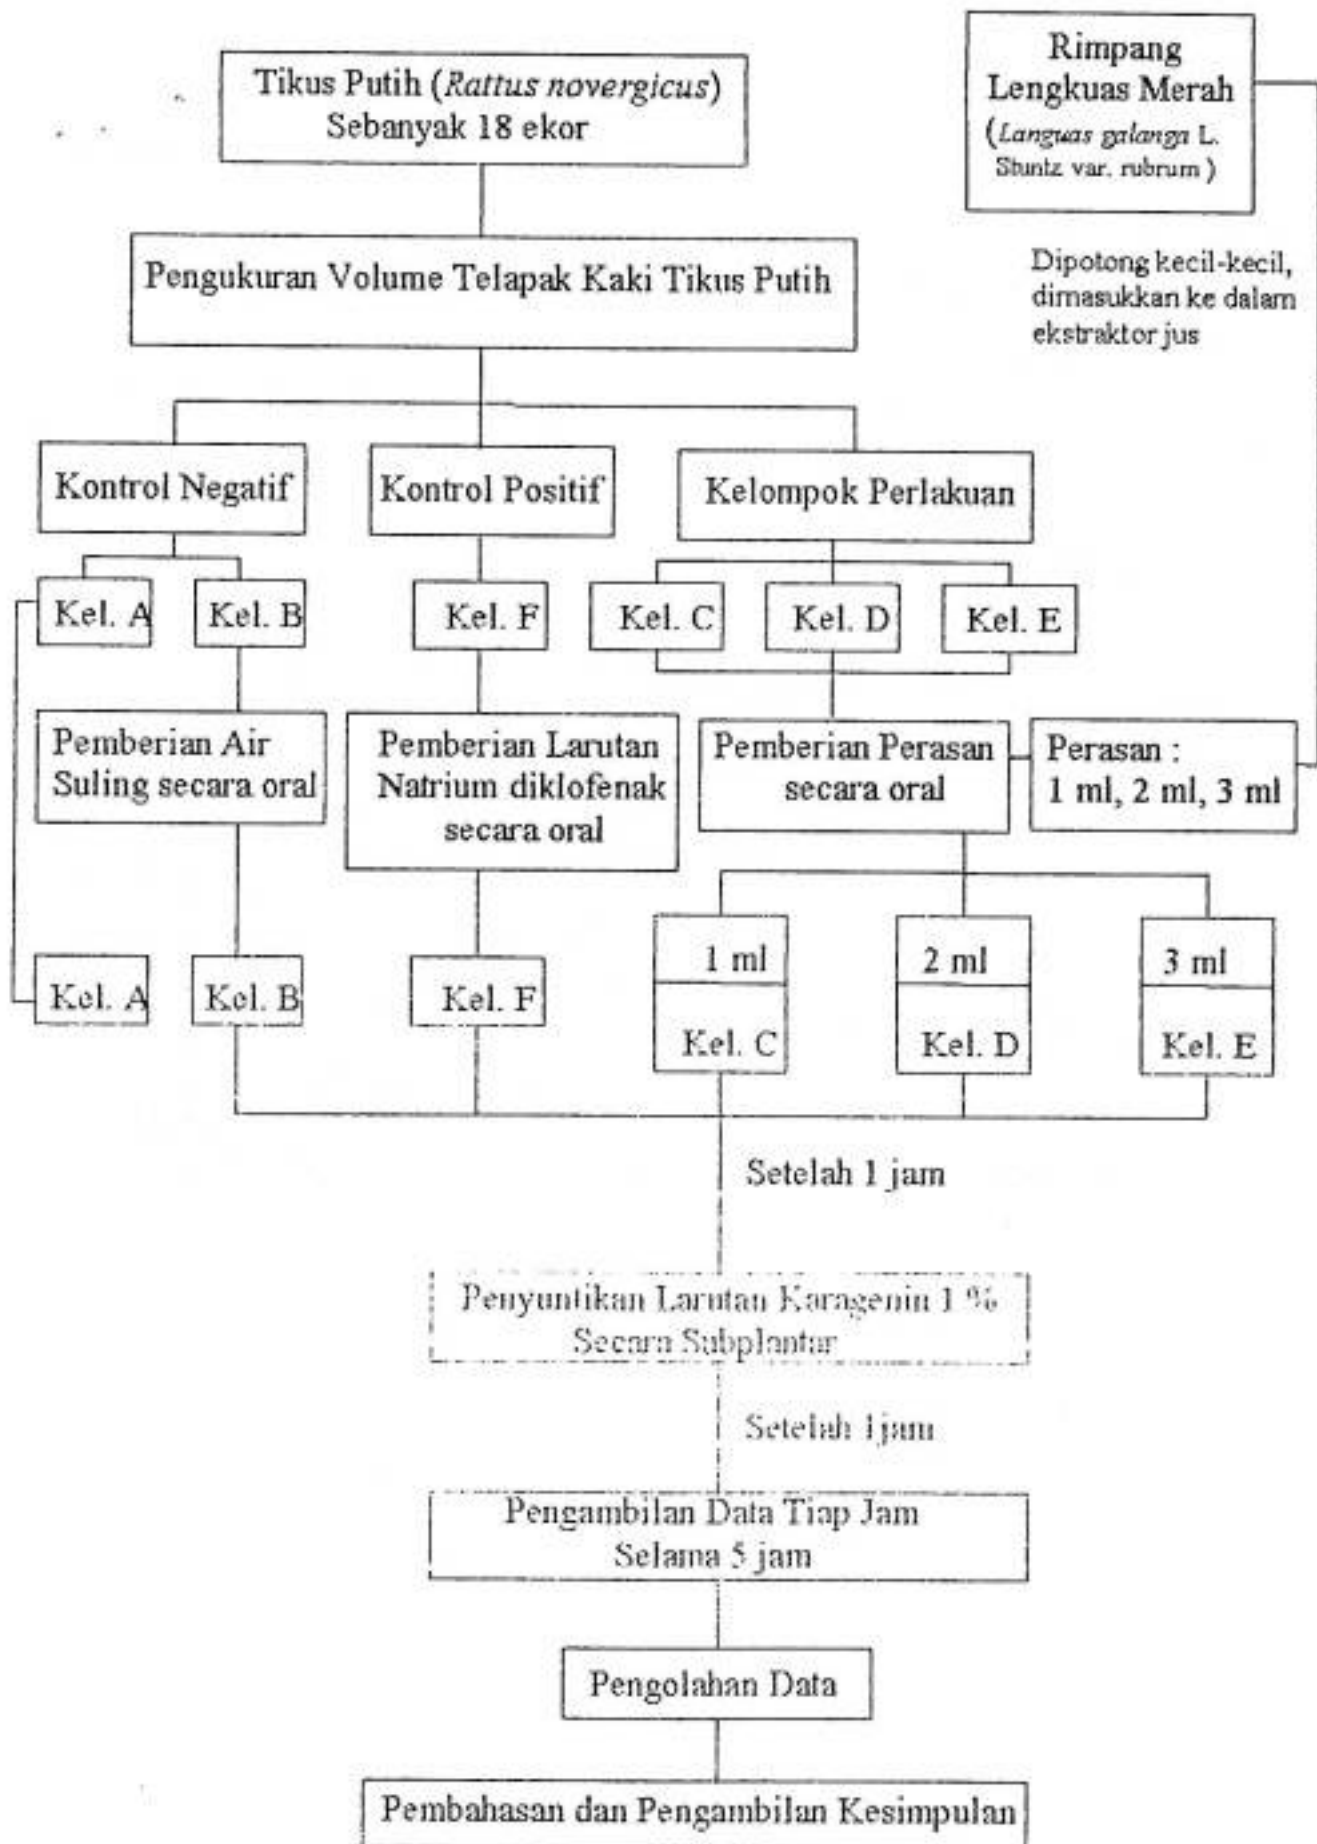 Tikus Putih (Rattus novergicus)
Sebanyak 18 ekor
Rimpang
Lengkuas Merah
(Languas galanga L.
Stuntz var. rubrum )
Pengukuran Volume Telapak Kaki Tikus Putih
Dipotong kecil-kecil,
dimasukkan ke dalam
ekstraktor jus
Kontrol Negatif
Kontrol Positif
Kelompok Perlakuan
Kel. A
Kel. B
Kel. F
Kel. C
Kel. D
Kel. E
Pemberian Air
Suling secara oral
Pemberian Larutan
Natrium diklofenak
secara oral
Pemberian Perasan
secara oral
Perasan :
1 ml, 2 ml, 3 ml
Kel. A
Kel. B
Kel. F
1 ml
Kel. C
2 ml
Kel. D
3 ml
Kel. E
Setelah 1 jam
Penyuntikan Larutan Karagenin 1 %
Secara Subplantar
Setelah 1jam
Pengambilan Data Tiap Jam
Selama 5 jam
Pengolahan Data
Pembahasan dan Pengambilan Kesimpulan